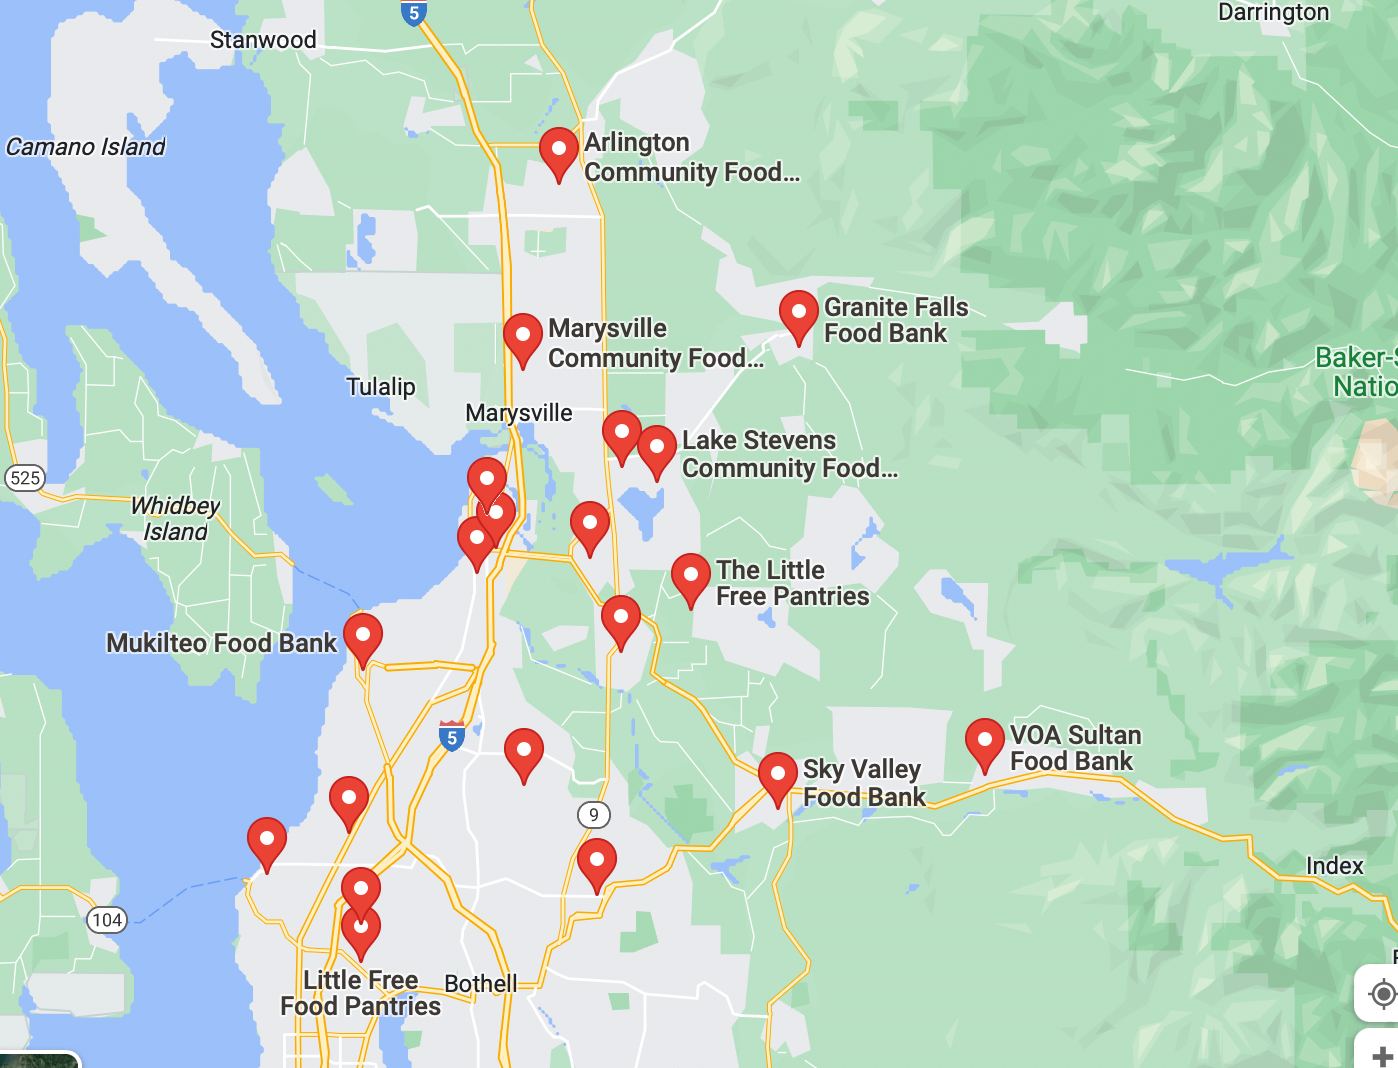 5
Stanwood
Darrington
Camano Island
Arlington
Community Food...
Granite Falls
Food Bank
Marysville
Community Food...
Baker-S
Natio
Tulalip
Marysville
Lake Stevens
Community Food...
525
Whidbey
Island
The Little
Free Pantries
Mukilteo Food Bank
5
VOA Sultan
Food Bank
Sky Valley
Food Bank
9
Index
104
Little Free
Food Pantries
Bothell